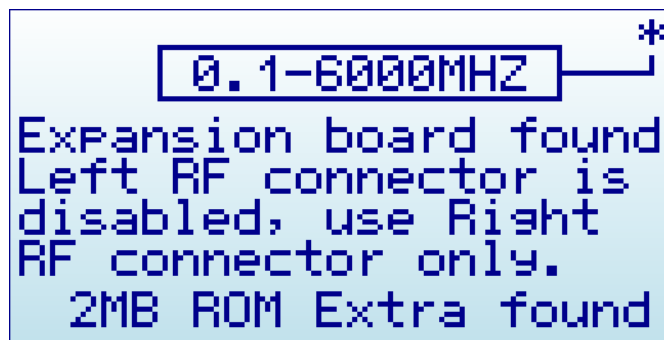 *
0.1-6000MHZ
Expansion board found
Left RF connector is
disabled, use Right
RF connector only.
2MB ROM Extra found